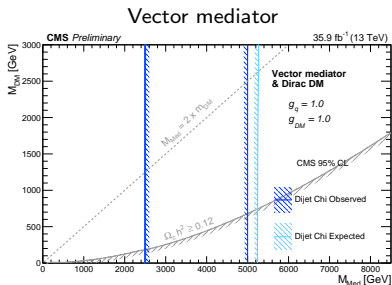 Vector mediator
CMS Preliminary
35.9 fb⁻¹ (13 TeV)
M_DM [GeV]
3000
2500
2000
1500
1000
500
0
Vector mediator
& Dirac DM
g_q = 1.0
g_DM = 1.0
M_Med = 2 x m_DM
CMS 95% CL
Ω_c h² ≥ 0.12
Dijet Chi Observed
Dijet Chi Expected
0 1000 2000 3000 4000 5000 6000 7000 8000
M_Med [GeV]